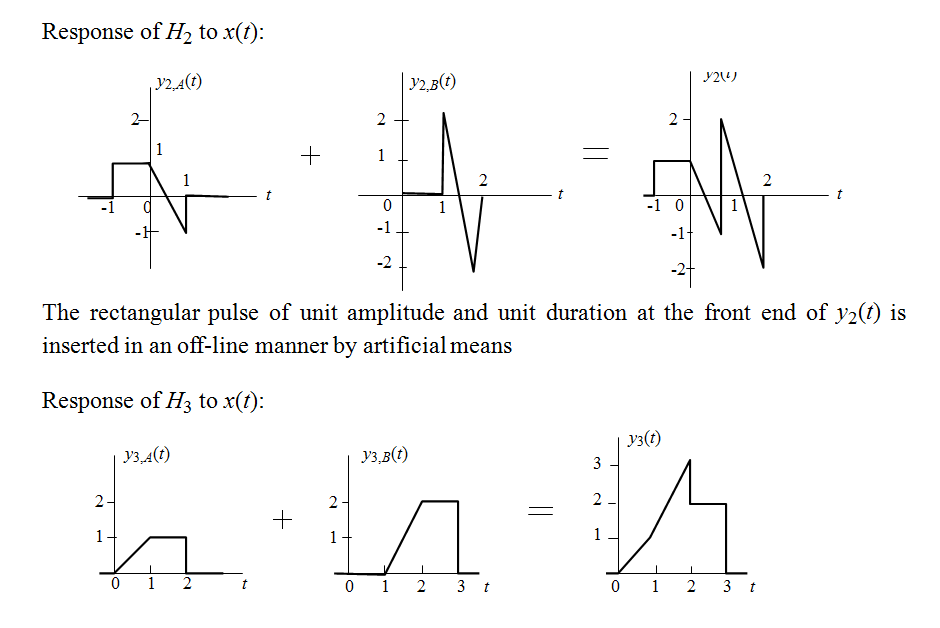 Response of H2 to x(t):
y2,A(t) y2,B(t) y2(t)
2 2 2
1 + 1 =
1 2 2
t t t
-1 0 0 1 -1 0 1
-1 -1 -1
-2 -2
The rectangular pulse of unit amplitude and unit duration at the front end of y2(t) is
inserted in an off-line manner by artificial means
Response of H3 to x(t):
y3,A(t) y3,B(t) y3(t)
3
2 2 2
+ =
1 1 1
0 1 2 t 0 1 2 3 t 0 1 2 3 t